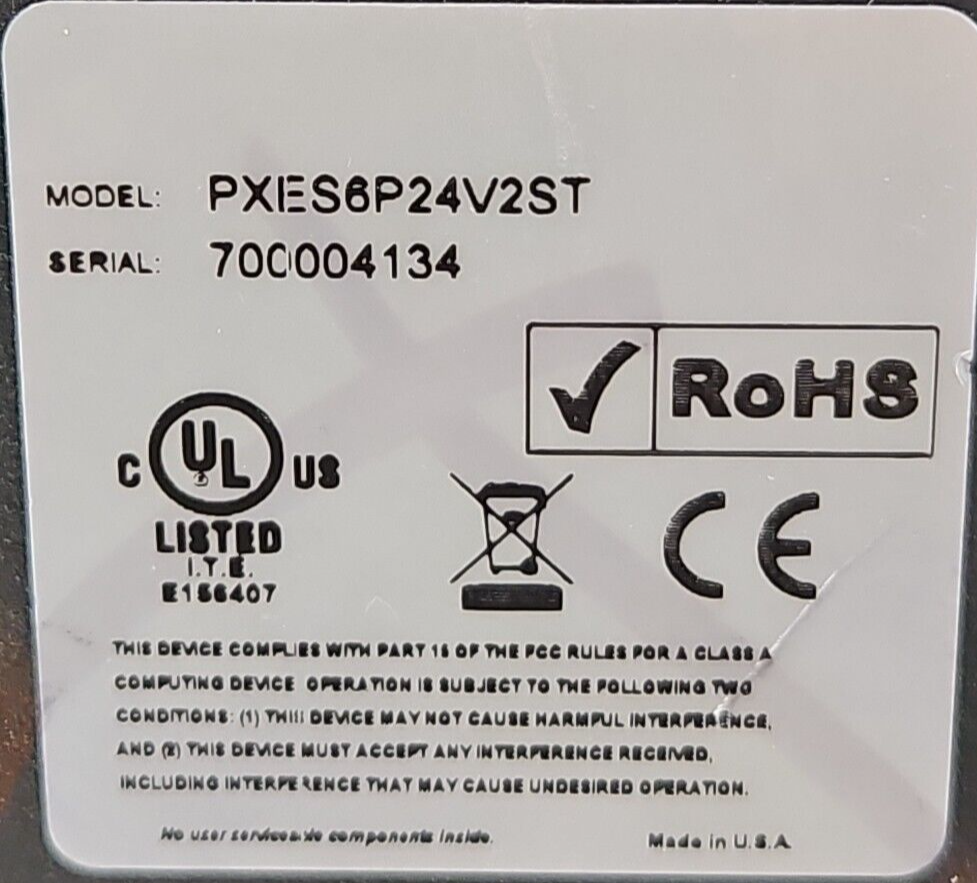 MODEL: PXES6P24V2ST
SERIAL: 700004134
RoHS
C UL US
LISTED
I.T.E.
E156407
CE
THIS DEVICE COMPLIES WITH PART 15 OF THE FCC RULES FOR A CLASS A
COMPUTING DEVICE OPERATION IS SUBJECT TO THE FOLLOWING TWO
CONDITIONS: (1) THIS DEVICE MAY NOT CAUSE HARMFUL INTERFERENCE,
AND (2) THIS DEVICE MUST ACCEPT ANY INTERFERENCE RECEIVED,
INCLUDING INTERFERENCE THAT MAY CAUSE UNDESIRED OPERATION.
No user serviceable components inside.
Made in U.S.A